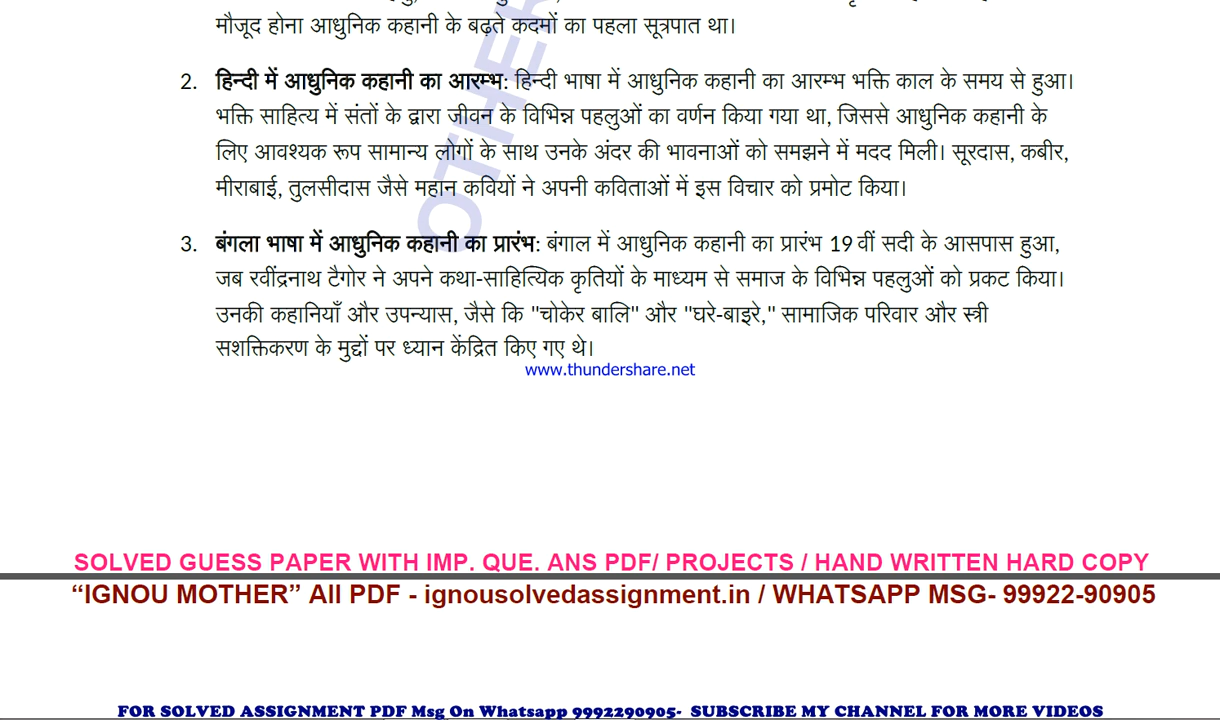 मौजूद होना आधुनिक कहानी के बढ़ते कदमों का पहला सूत्रपात था।
2. हिन्दी में आधुनिक कहानी का आरम्भ: हिन्दी भाषा में आधुनिक कहानी का आरम्भ भक्ति काल के समय से हुआ।
भक्ति साहित्य में संतों के द्वारा जीवन के विभिन्न पहलुओं का वर्णन किया गया था, जिससे आधुनिक कहानी के
लिए आवश्यक रूप सामान्य लोगों के साथ उनके अंदर की भावनाओं को समझने में मदद मिली। सूरदास, कबीर,
मीराबाई, तुलसीदास जैसे महान कवियों ने अपनी कविताओं में इस विचार को प्रमोट किया।
3. बंगला भाषा में आधुनिक कहानी का प्रारंभ: बंगाल में आधुनिक कहानी का प्रारंभ 19 वीं सदी के आसपास हुआ,
जब रवींद्रनाथ टैगोर ने अपने कथा-साहित्यिक कृतियों के माध्यम से समाज के विभिन्न पहलुओं को प्रकट किया।
उनकी कहानियाँ और उपन्यास, जैसे कि "चोकेर बालि" और "घरे-बाइरे," सामाजिक परिवार और स्त्री
सशक्तिकरण के मुद्दों पर ध्यान केंद्रित किए गए थे।
www.thundershare.net
SOLVED GUESS PAPER WITH IMP. QUE. ANS PDF/ PROJECTS / HAND WRITTEN HARD COPY
“IGNOU MOTHER” All PDF - ignousolvedassignment.in / WHATSAPP MSG- 99922-90905
FOR SOLVED ASSIGNMENT PDF Msg On Whatsapp 9992290905- SUBSCRIBE MY CHANNEL FOR MORE VIDEOS